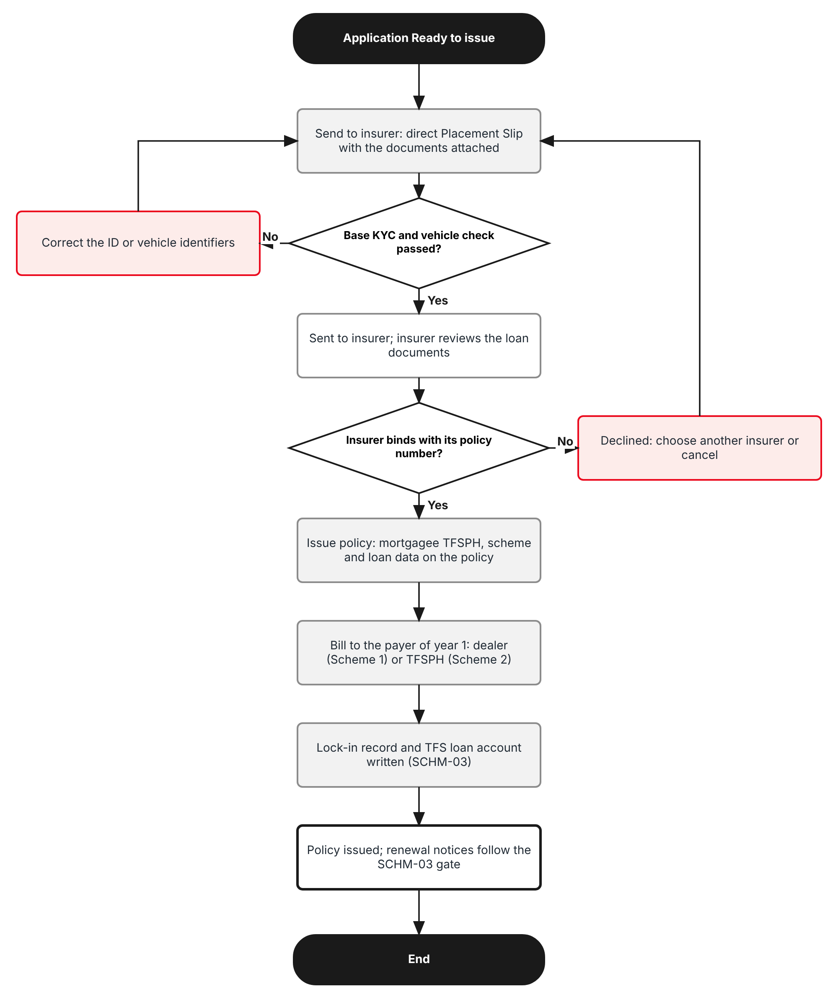 Application Ready to issue
Send to insurer: direct Placement Slip
with the documents attached
Correct the ID or vehicle identifiers
No
Base KYC and vehicle check
passed?
Yes
Sent to insurer; insurer reviews the loan
documents
Insurer binds with its policy
number?
No
Declined: choose another insurer or
cancel
Yes
Issue policy: mortgagee TFSPH, scheme
and loan data on the policy
Bill to the payer of year 1: dealer
(Scheme 1) or TFSPH (Scheme 2)
Lock-in record and TFS loan account
written (SCHM-03)
Policy issued; renewal notices follow the
SCHM-03 gate
End